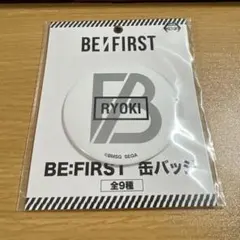 BE:FIRST
RYOKI
©BMSG ©SEGA
BE:FIRST 缶バッジ
全9種